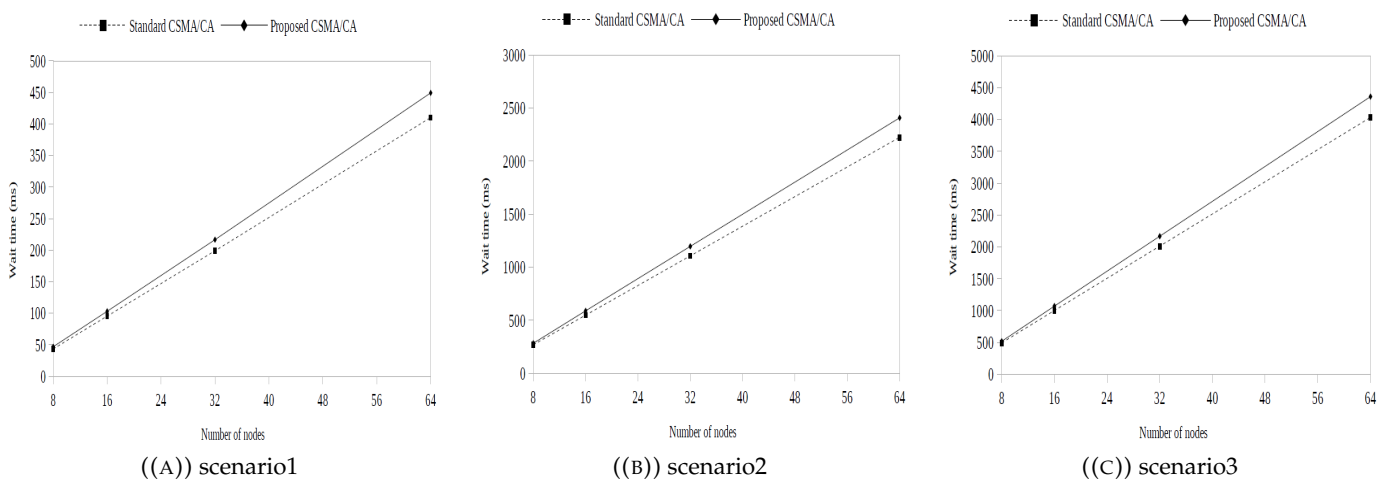 Standard CSMA/CA Proposed CSMA/CA
500
450
400
350
300
250
200
150
100
50
0
Wait time (ms)
8 16 24 32 40 48 56 64
Number of nodes
((A)) scenario1
Standard CSMA/CA Proposed CSMA/CA
3000
2500
2000
1500
1000
500
0
Wait time (ms)
8 16 24 32 40 48 56 64
Number of nodes
((B)) scenario2
Standard CSMA/CA Proposed CSMA/CA
5000
4500
4000
3500
3000
2500
2000
1500
1000
500
0
Wait time (ms)
8 16 24 32 40 48 56 64
Number of nodes
((C)) scenario3